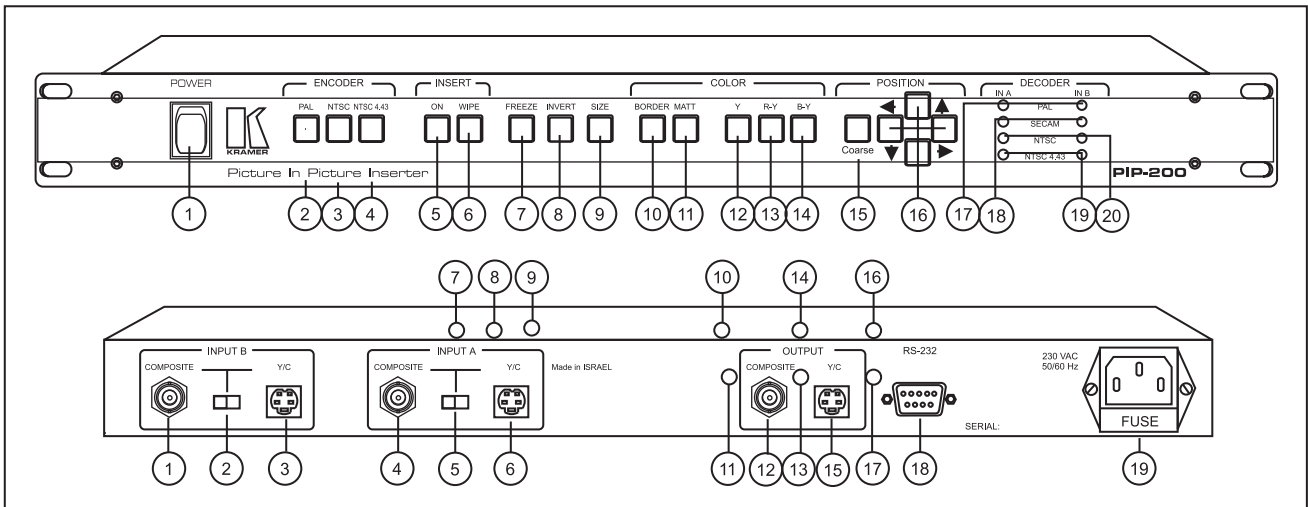 POWER
ENCODER
INSERT
COLOR
POSITION
DECODER
PAL NTSC NTSC 4,43
ON WIPE
FREEZE INVERT SIZE
BORDER MATT
Y R-Y B-Y
IN A IN B
PAL
SECAM
NTSC
NTSC 4,43
Coarse
K
KRAMER
Picture In Picture Inserter
PIP-200
1 2 3 4 5 6 7 8 9 10 11 12 13 14 15 16 17 18 19 20
7 8 9 10 14 16
INPUT B
COMPOSITE Y/C
INPUT A
COMPOSITE Y/C
Made in ISRAEL
OUTPUT
COMPOSITE Y/C
RS-232
230 VAC
50/60 Hz
SERIAL:
FUSE
1 2 3 4 5 6 11 12 13 15 17 18 19